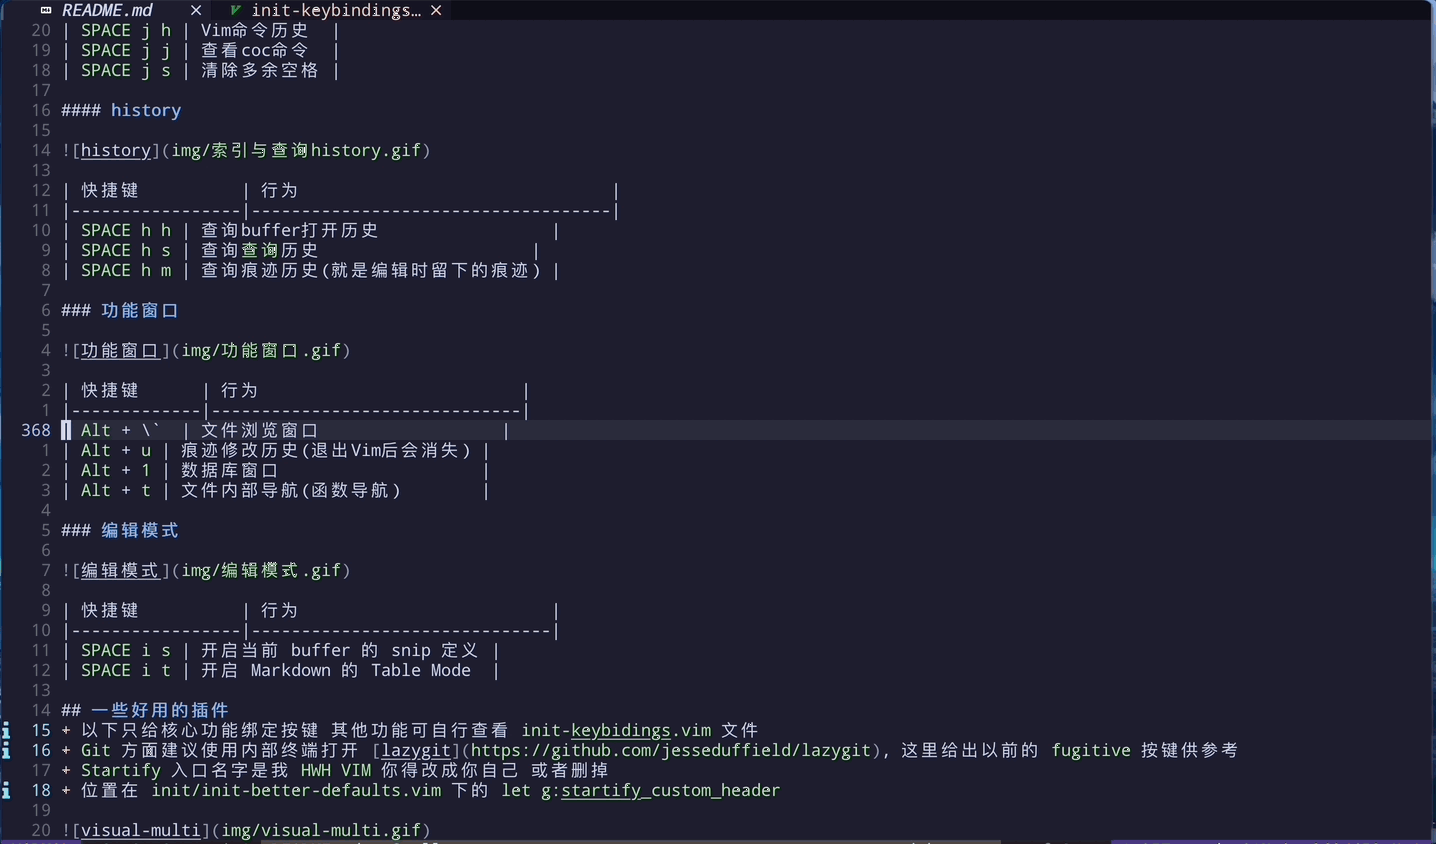 README.md × init-keybindings… ×
20 | SPACE j h | Vim命令历史 |
19 | SPACE j j | 查看coc命令 |
18 | SPACE j s | 清除多余空格 |
17
16 #### history
15
14 ![history](img/索引与查询history.gif)
13
12 | 快捷键 | 行为 |
11 |-----------------|------------------------------------|
10 | SPACE h h | 查询buffer打开历史 |
9 | SPACE h s | 查询查询历史 |
8 | SPACE h m | 查询痕迹历史(就是编辑时留下的痕迹) |
7
6 ### 功能窗口
5
4 ![功能窗口](img/功能窗口.gif)
3
2 | 快捷键 | 行为 |
1 |-------------|-------------------------------|
368 | Alt + \` | 文件浏览窗口 |
1 | Alt + u | 痕迹修改历史(退出Vim后会消失) |
2 | Alt + 1 | 数据库窗口 |
3 | Alt + t | 文件内部导航(函数导航) |
4
5 ### 编辑模式
6
7 ![编辑模式](img/编辑模式.gif)
8
9 | 快捷键 | 行为 |
10 |-----------------|------------------------------|
11 | SPACE i s | 开启当前 buffer 的 snip 定义 |
12 | SPACE i t | 开启 Markdown 的 Table Mode |
13
14 ## 一些好用的插件
i 15 + 以下只给核心功能绑定按键 其他功能可自行查看 init-keybidings.vim 文件
i 16 + Git 方面建议使用内部终端打开 [lazygit](https://github.com/jesseduffield/lazygit), 这里给出以前的 fugitive 按键供参考
17 + Startify 入口名字是我 HWH VIM 你得改成你自己 或者删掉
i 18 + 位置在 init/init-better-defaults.vim 下的 let g:startify_custom_header
19
20 ![visual-multi](img/visual-multi.gif)